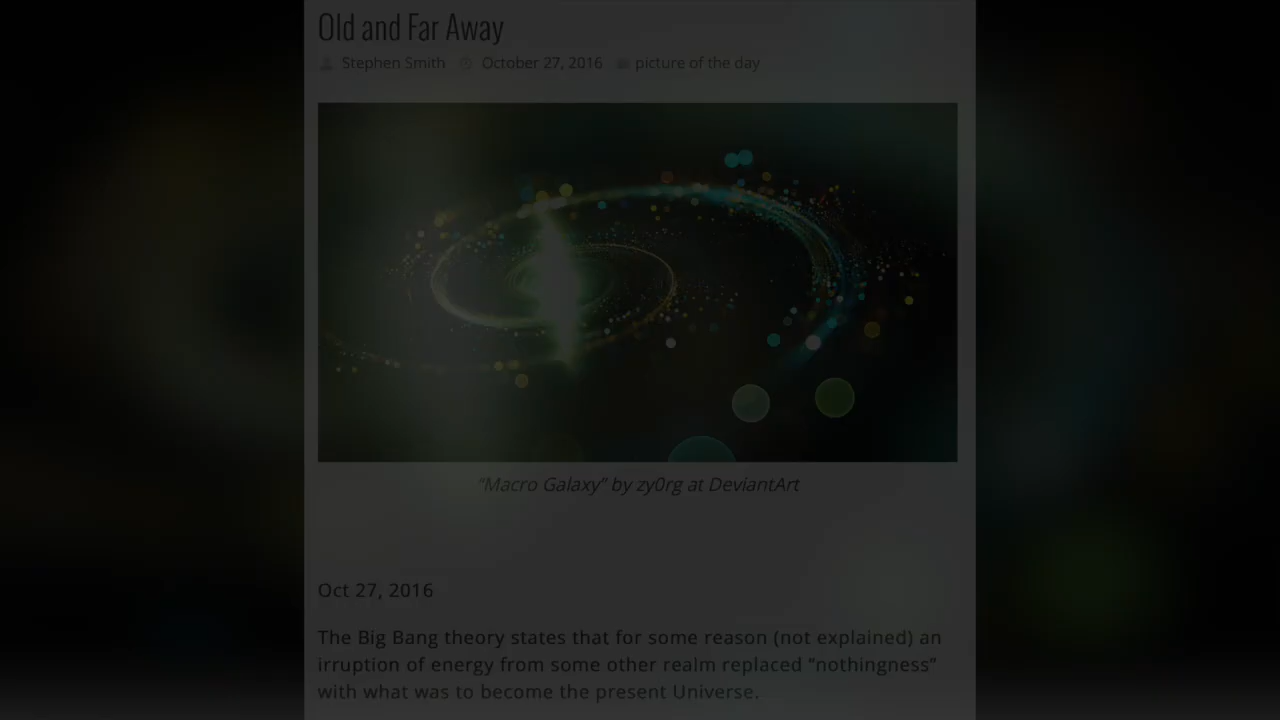 Old and Far Away
Stephen Smith October 27, 2016 picture of the day
“Macro Galaxy” by zy0rg at DeviantArt
Oct 27, 2016
The Big Bang theory states that for some reason (not explained) an
irruption of energy from some other realm replaced “nothingness”
with what was to become the present Universe.